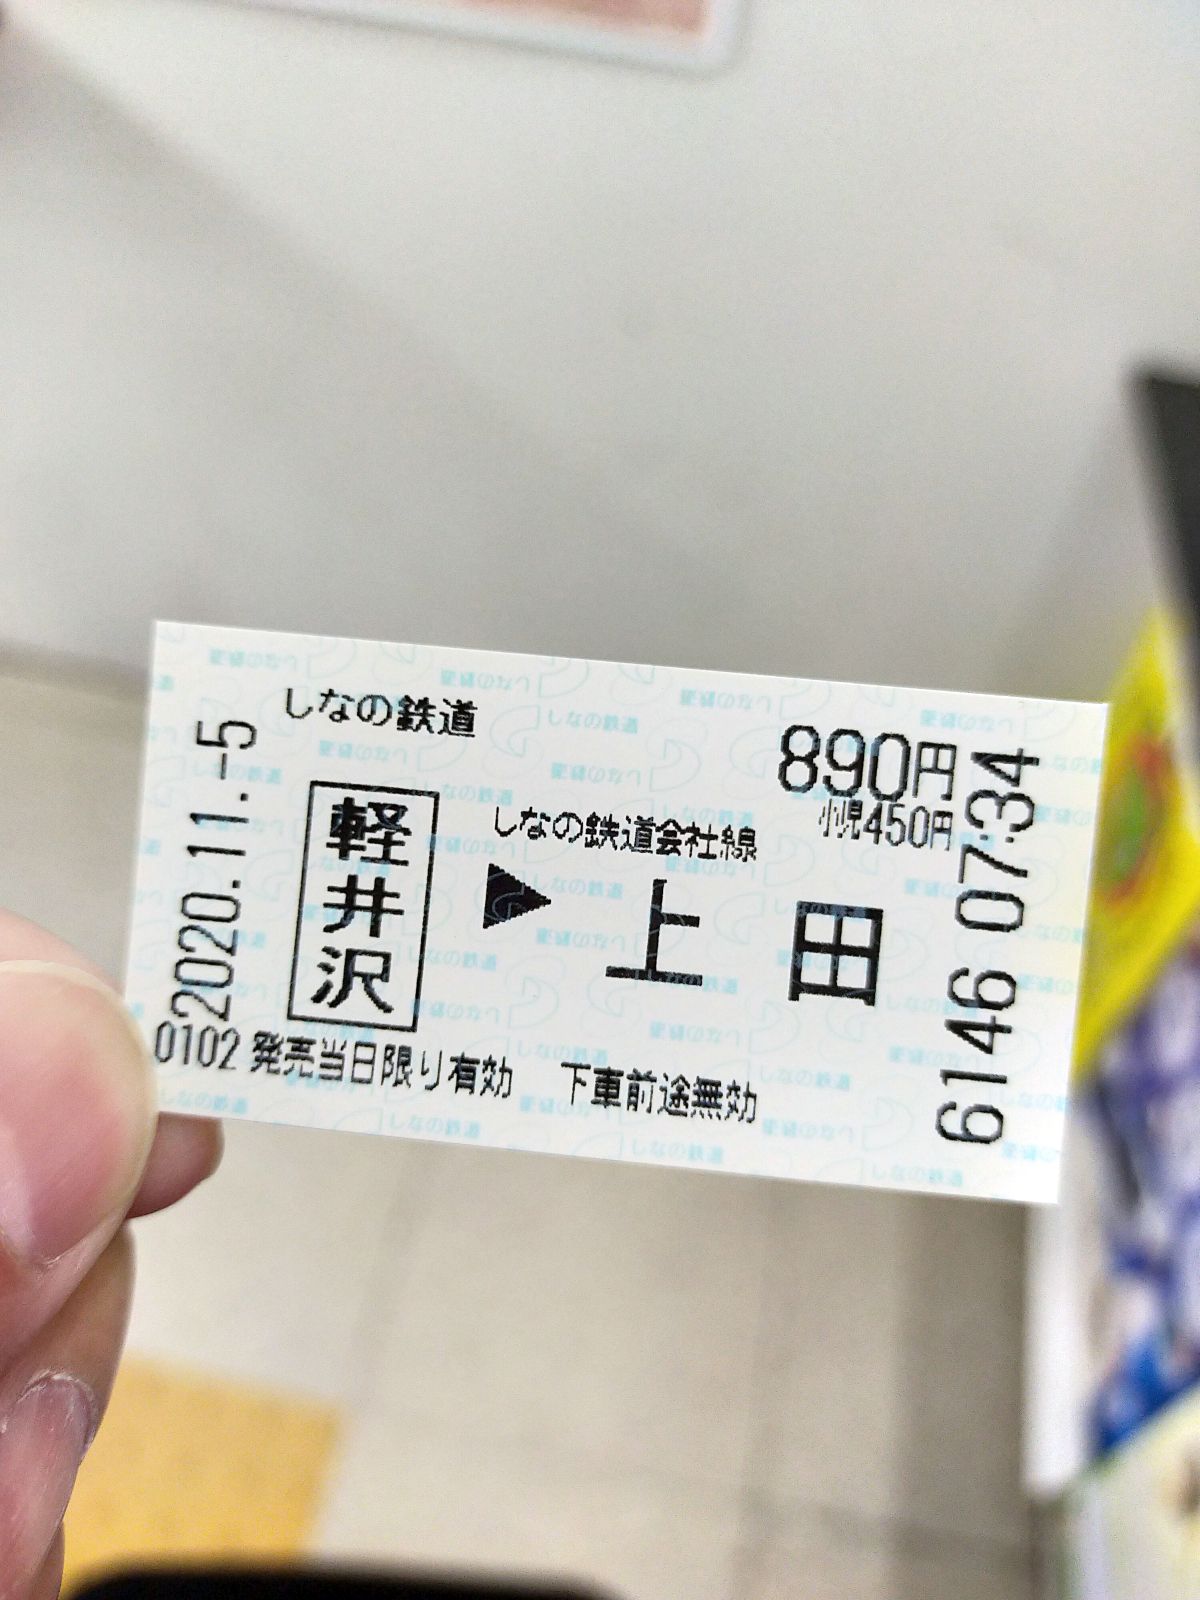 しなの鉄道
890円
小児450円
軽井沢
しなの鉄道会社線
▶上田
2020.11.-5
6146 07:34
0102 発売当日限り有効 下車前途無効